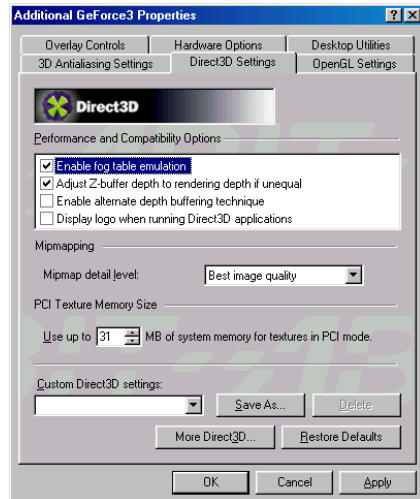 Additional GeForce3 Properties
Overlay Controls Hardware Options Desktop Utilities
3D Antialiasing Settings Direct3D Settings OpenGL Settings
Direct3D
Performance and Compatibility Options
Enable fog table emulation
Adjust Z-buffer depth to rendering depth if unequal
Enable alternate depth buffering technique
Display logo when running Direct3D applications
Mipmapping
Mipmap detail level: Best image quality
PCI Texture Memory Size
Use up to 31 MB of system memory for textures in PCI mode.
Custom Direct3D settings:
Save As... Delete
More Direct3D... Restore Defaults
OK Cancel Apply